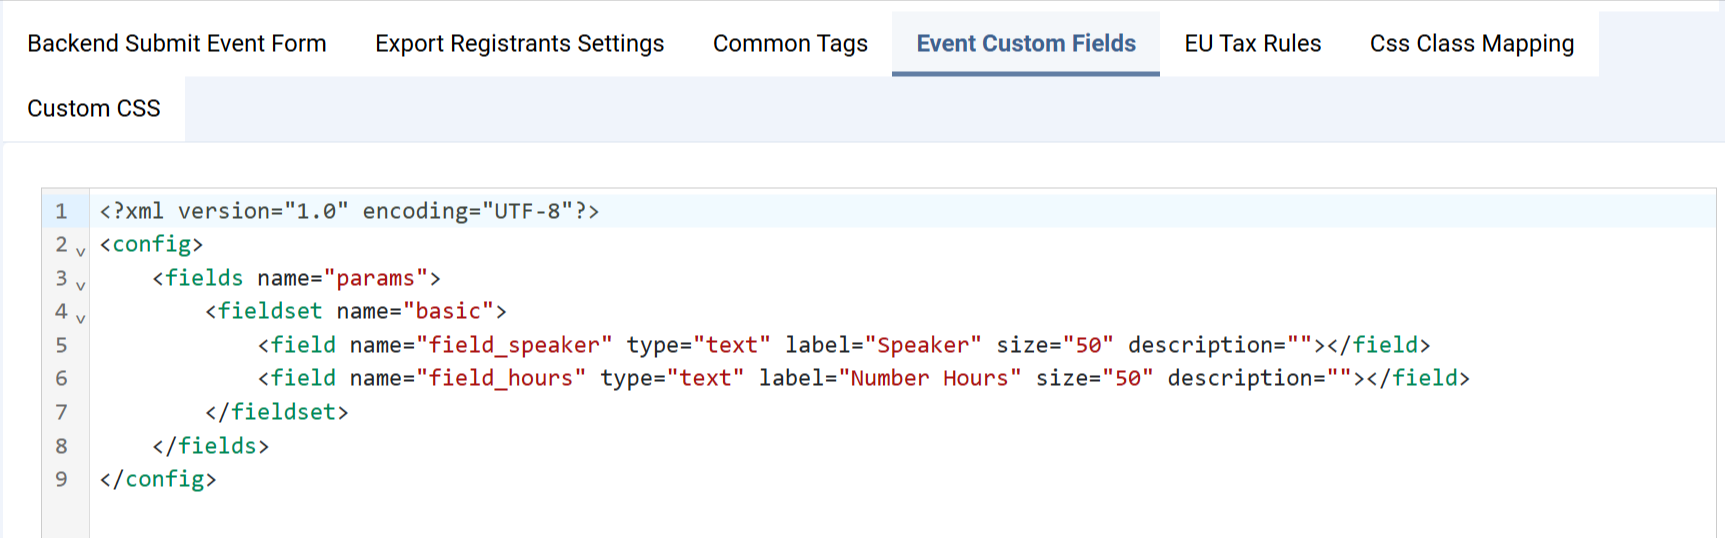 Backend Submit Event Form Export Registrants Settings Common Tags Event Custom Fields EU Tax Rules Css Class Mapping
Custom CSS
1 <?xml version="1.0" encoding="UTF-8"?>
2 <config>
3 <fields name="params">
4 <fieldset name="basic">
5 <field name="field_speaker" type="text" label="Speaker" size="50" description=""></field>
6 <field name="field_hours" type="text" label="Number Hours" size="50" description=""></field>
7 </fieldset>
8 </fields>
9 </config>